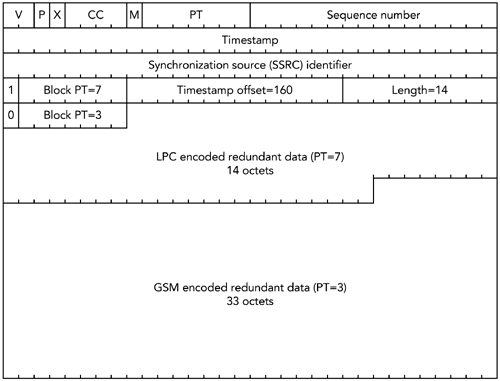 V P X CC M PT Sequence number
Timestamp
Synchronization source (SSRC) identifier
1 Block PT=7 Timestamp offset=160 Length=14
0 Block PT=3
LPC encoded redundant data (PT=7)
14 octets
GSM encoded redundant data (PT=3)
33 octets